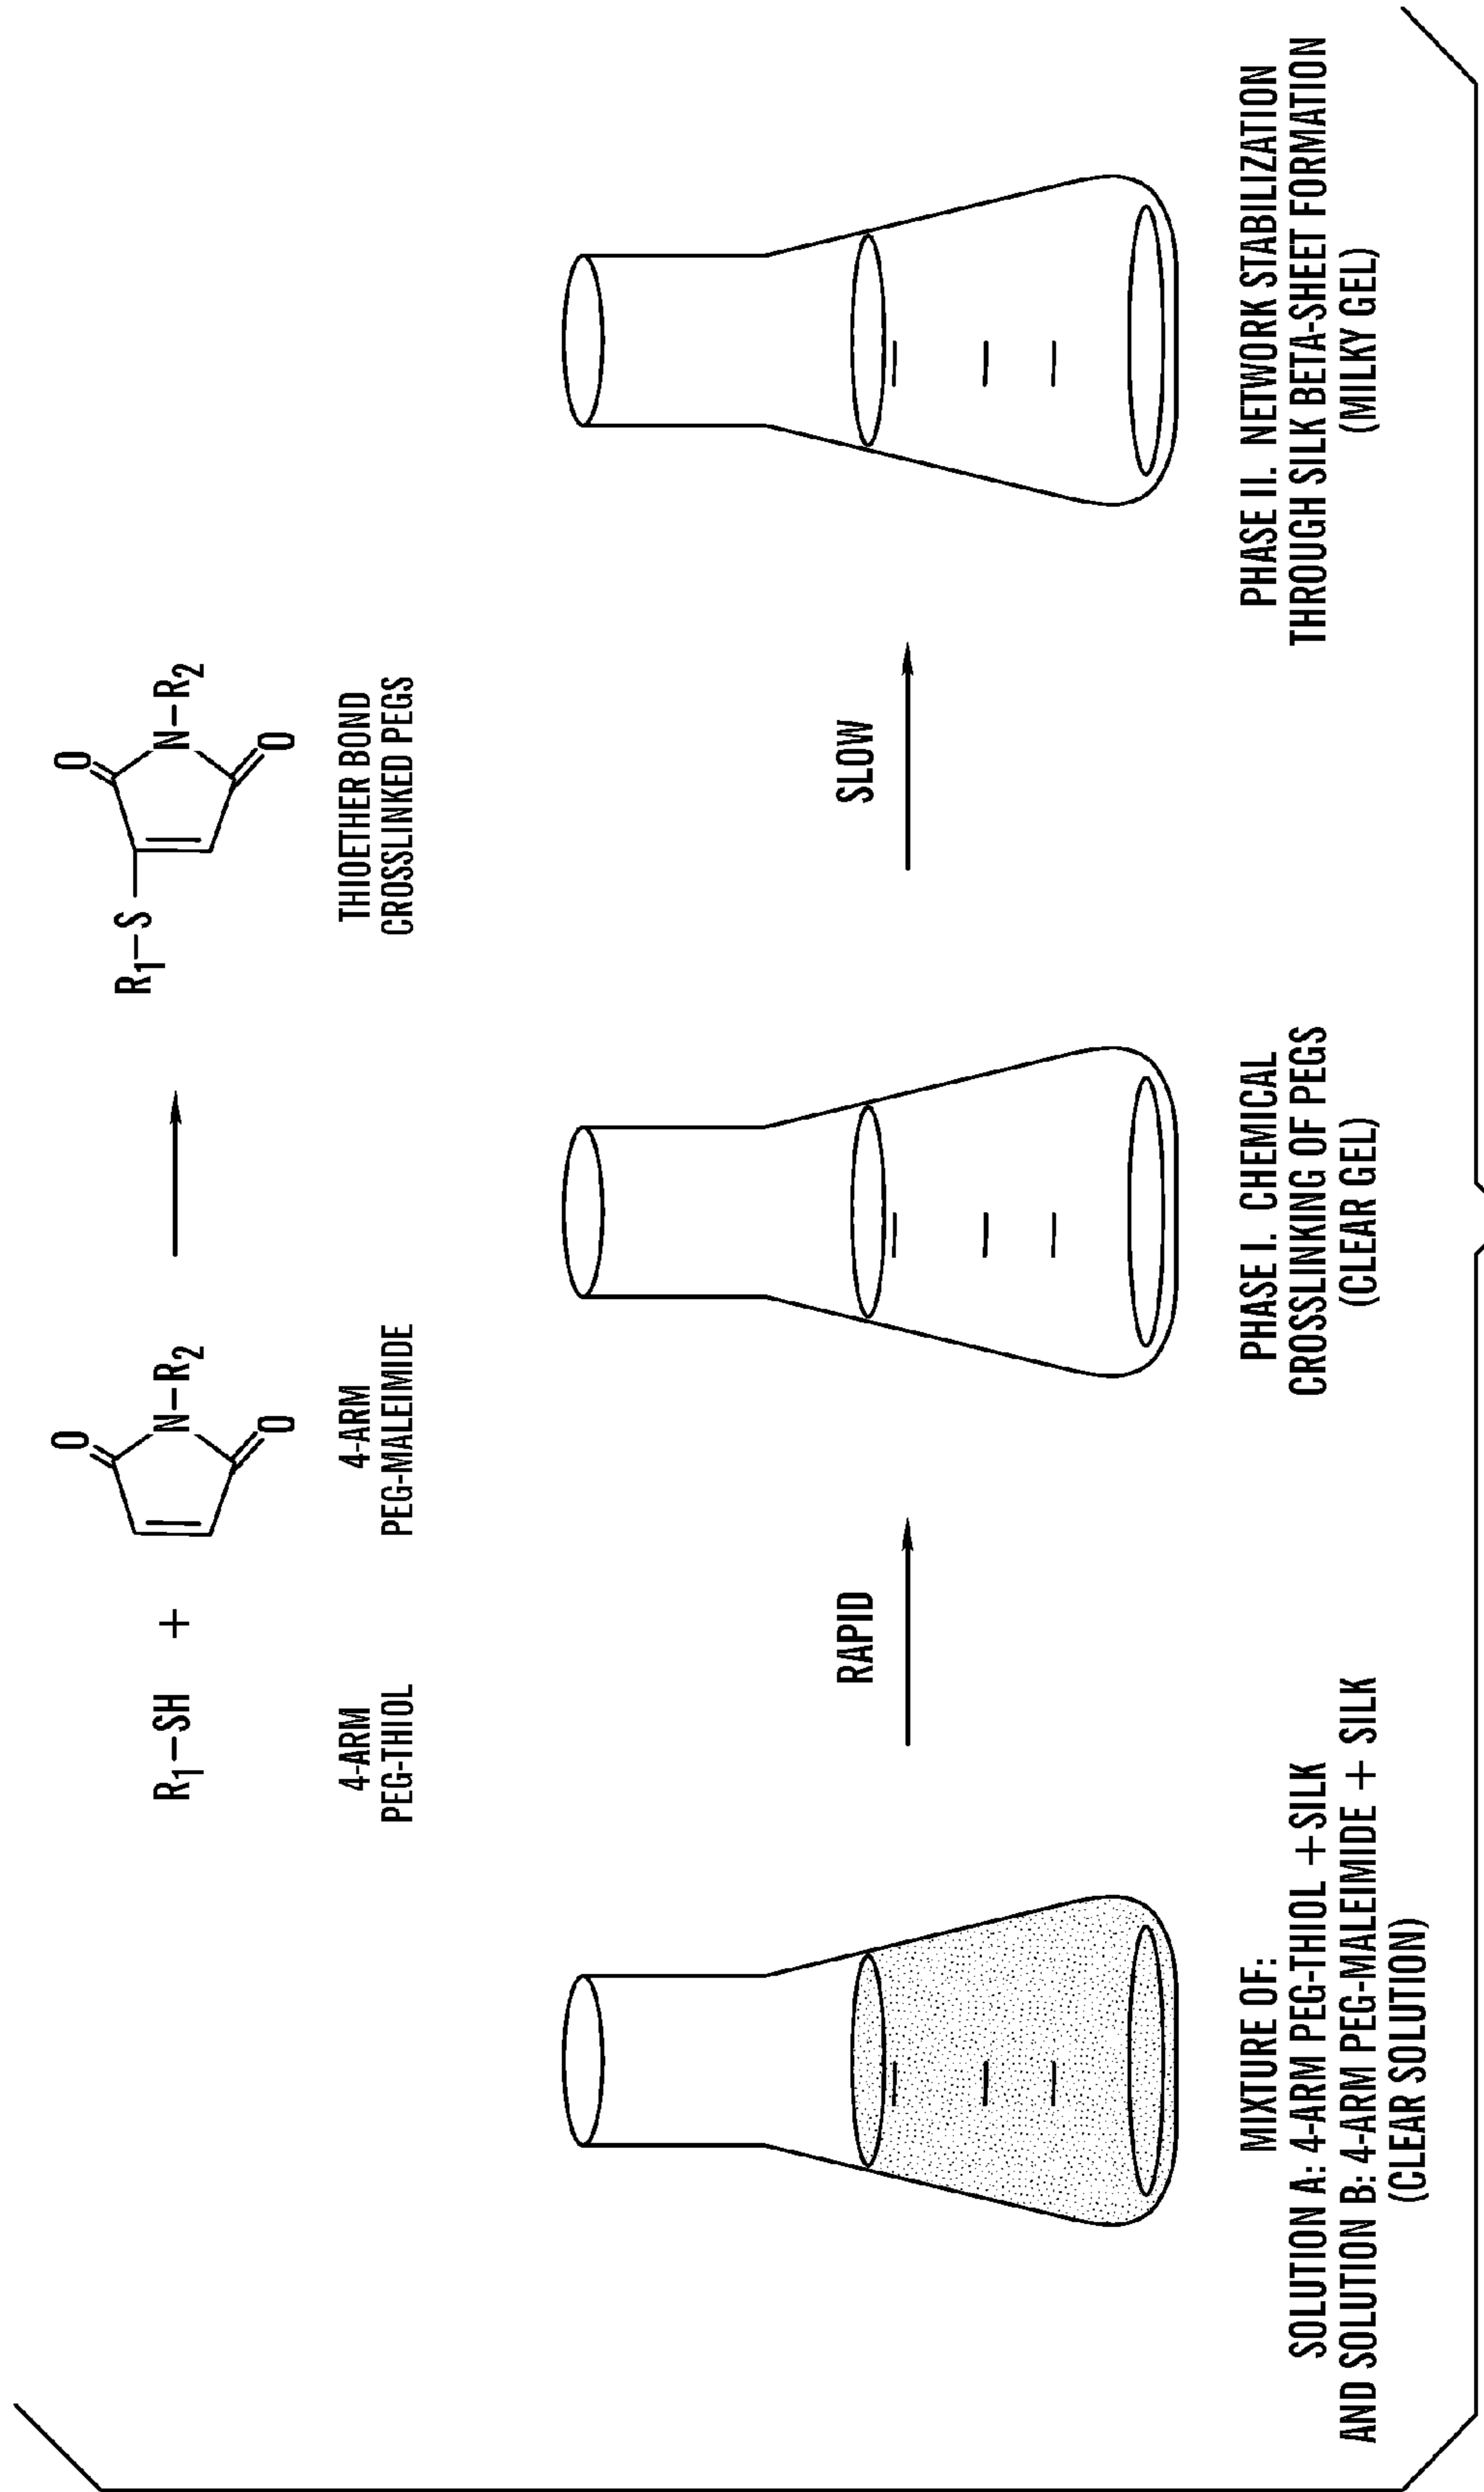 R1–SH + N–R2 O O
R1–S N–R2 O O
4-ARM
PEG-THIOL
4-ARM
PEG-MALEIMIDE
THIOETHER BOND
CROSSLINKED PEGS
RAPID
SLOW
MIXTURE OF:
SOLUTION A: 4-ARM PEG-THIOL +SILK
AND SOLUTION B: 4-ARM PEG-MALEIMIDE + SILK
(CLEAR SOLUTION)
PHASE I. CHEMICAL
CROSSLINKING OF PEGS
(CLEAR GEL)
PHASE II. NETWORK STABILIZATION
THROUGH SILK BETA-SHEET FORMATION
(MILKY GEL)